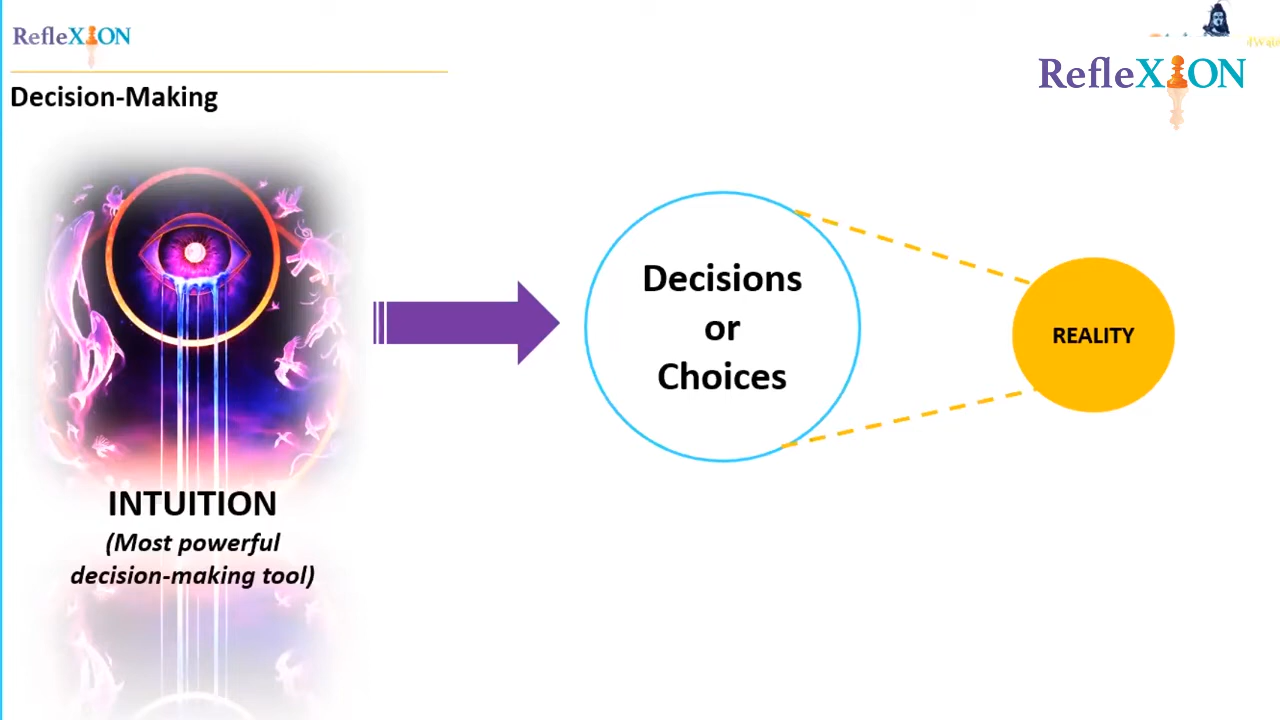 RefleXION
RefleXION
Decision-Making
Decisions
or
Choices
REALITY
INTUITION
(Most powerful
decision-making tool)